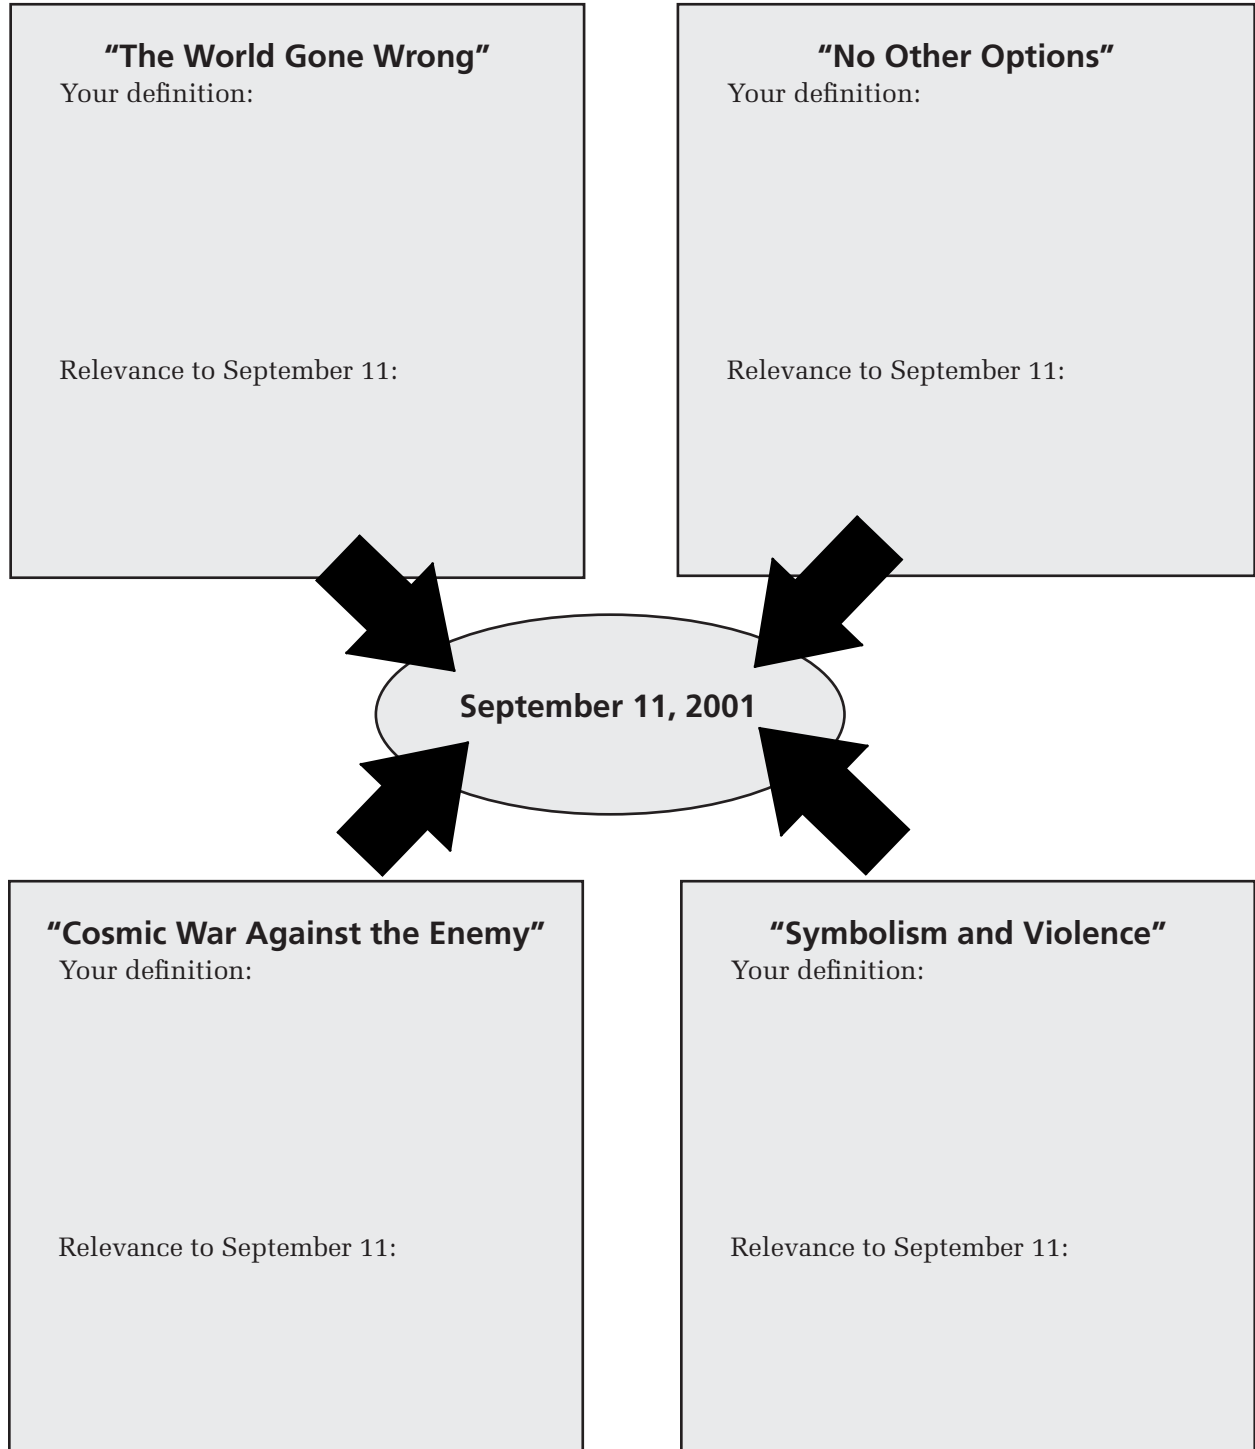 "The World Gone Wrong"
Your definition:
Relevance to September 11:
"No Other Options"
Your definition:
Relevance to September 11:
September 11, 2001
"Cosmic War Against the Enemy"
Your definition:
Relevance to September 11:
"Symbolism and Violence"
Your definition:
Relevance to September 11: